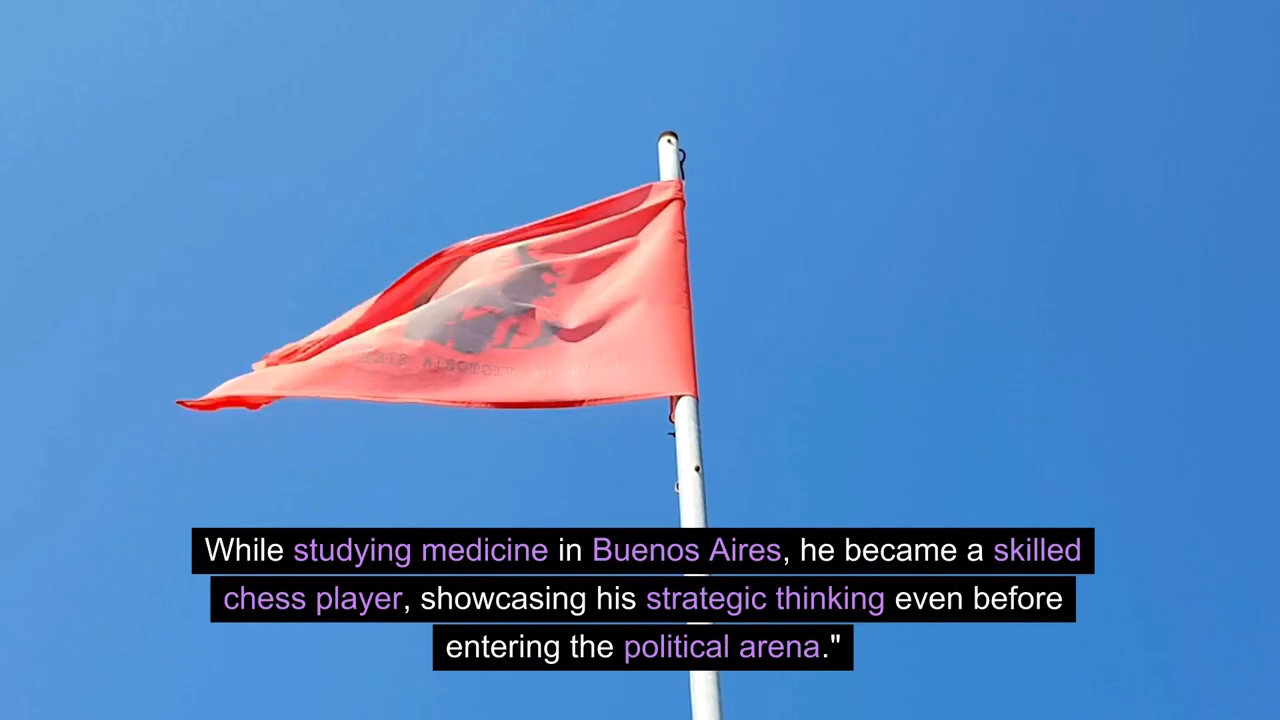 While studying medicine in Buenos Aires, he became a skilled
chess player, showcasing his strategic thinking even before
entering the political arena."